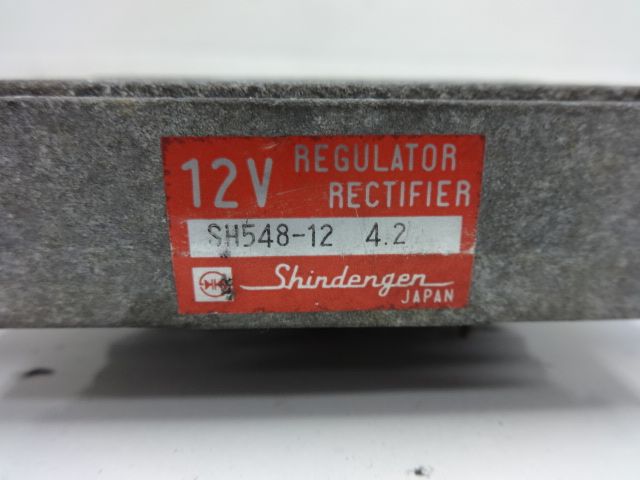 12V REGULATOR
RECTIFIER
SH548-12 4.2
Shindengen
JAPAN